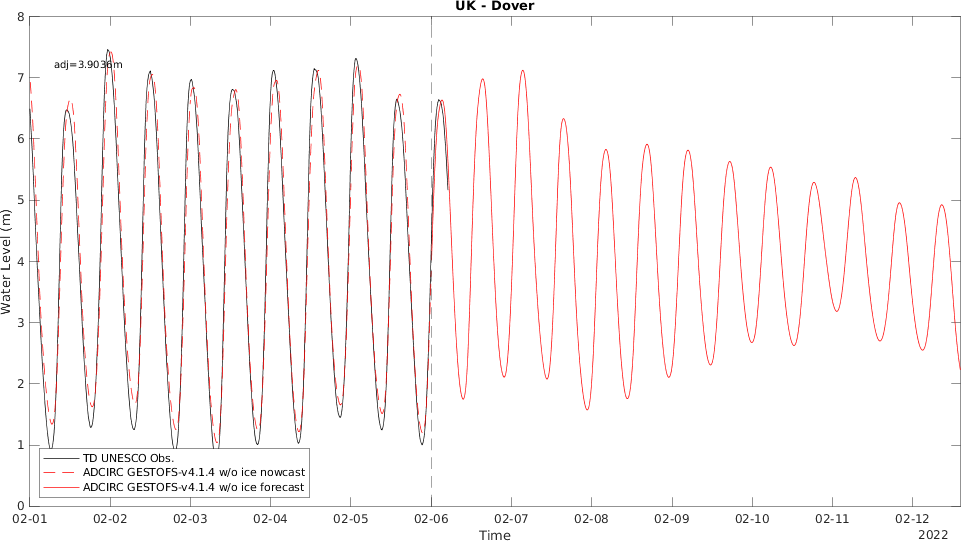 UK - Dover
8
adj=3.9036m
7
6
5
4
3
2
1
0
Water Level (m)
TD UNESCO Obs.
ADCIRC GESTOFS-v4.1.4 w/o ice nowcast
ADCIRC GESTOFS-v4.1.4 w/o ice forecast
02-01 02-02 02-03 02-04 02-05 02-06 02-07 02-08 02-09 02-10 02-11 02-12
Time
2022